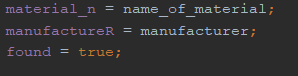 material_n = name_of_material;
manufactureR = manufacturer;
found = true;